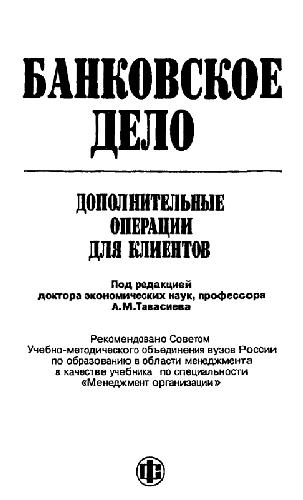 БАНКОВСКОЕ
ДЕЛО
ДОПОЛНИТЕЛЬНЫЕ
ОПЕРАЦИИ
ДЛЯ КЛИЕНТОВ
Под редакцией
доктора экономических наук, профессора
А.М.Тавасиева
Рекомендовано Советом
Учебно-методического объединения вузов России
по образованию в области менеджмента
в качестве учебника по специальности
«Менеджмент организации»